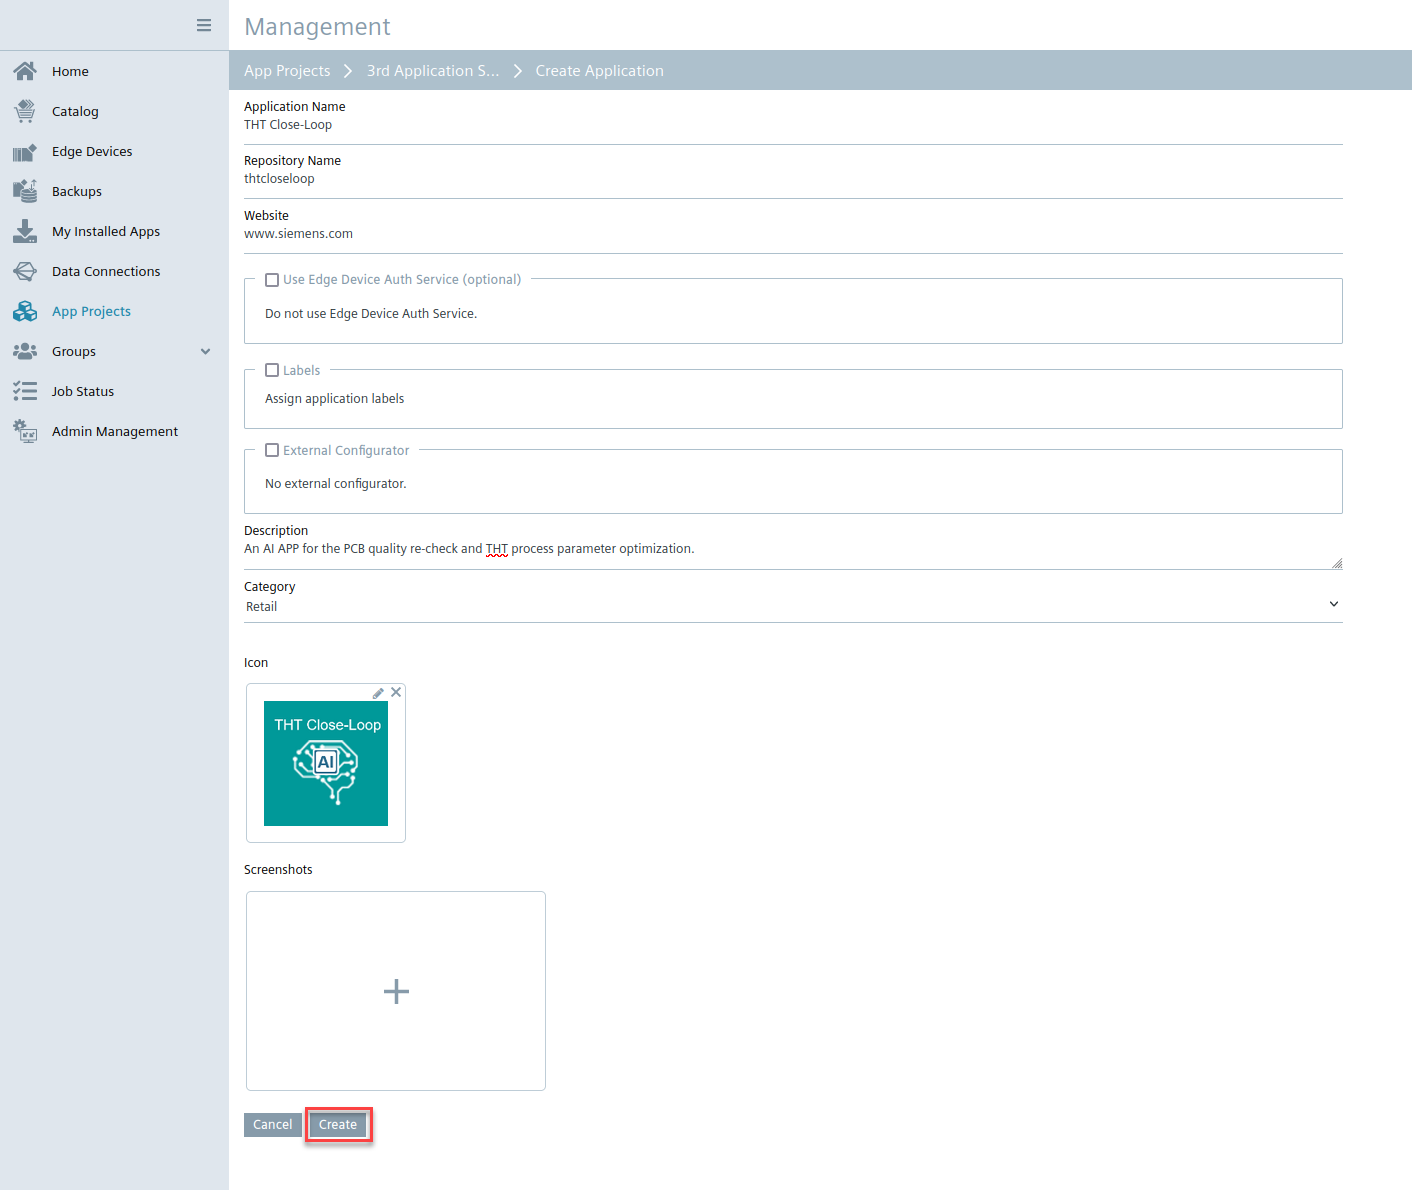 Management
Home
Catalog
Edge Devices
Backups
My Installed Apps
Data Connections
App Projects
Groups
Job Status
Admin Management
App Projects
3rd Application S...
Create Application
Application Name
THT Close-Loop
Repository Name
thtcloseloop
Website
www.siemens.com
Use Edge Device Auth Service (optional)
Do not use Edge Device Auth Service.
Labels
Assign application labels
External Configurator
No external configurator.
Description
An AI APP for the PCB quality re-check and THT process parameter optimization.
Category
Retail
Icon
THT Close-Loop
AI
Screenshots
Cancel
Create